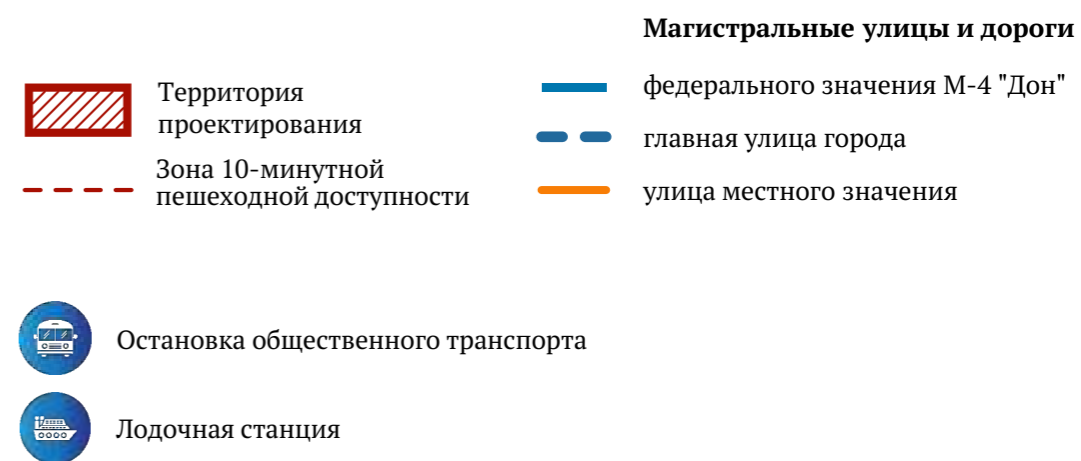 Магистральные улицы и дороги
Территория
проектирования
Зона 10-минутной
пешеходной доступности
федерального значения М-4 "Дон"
главная улица города
улица местного значения
Остановка общественного транспорта
Лодочная станция